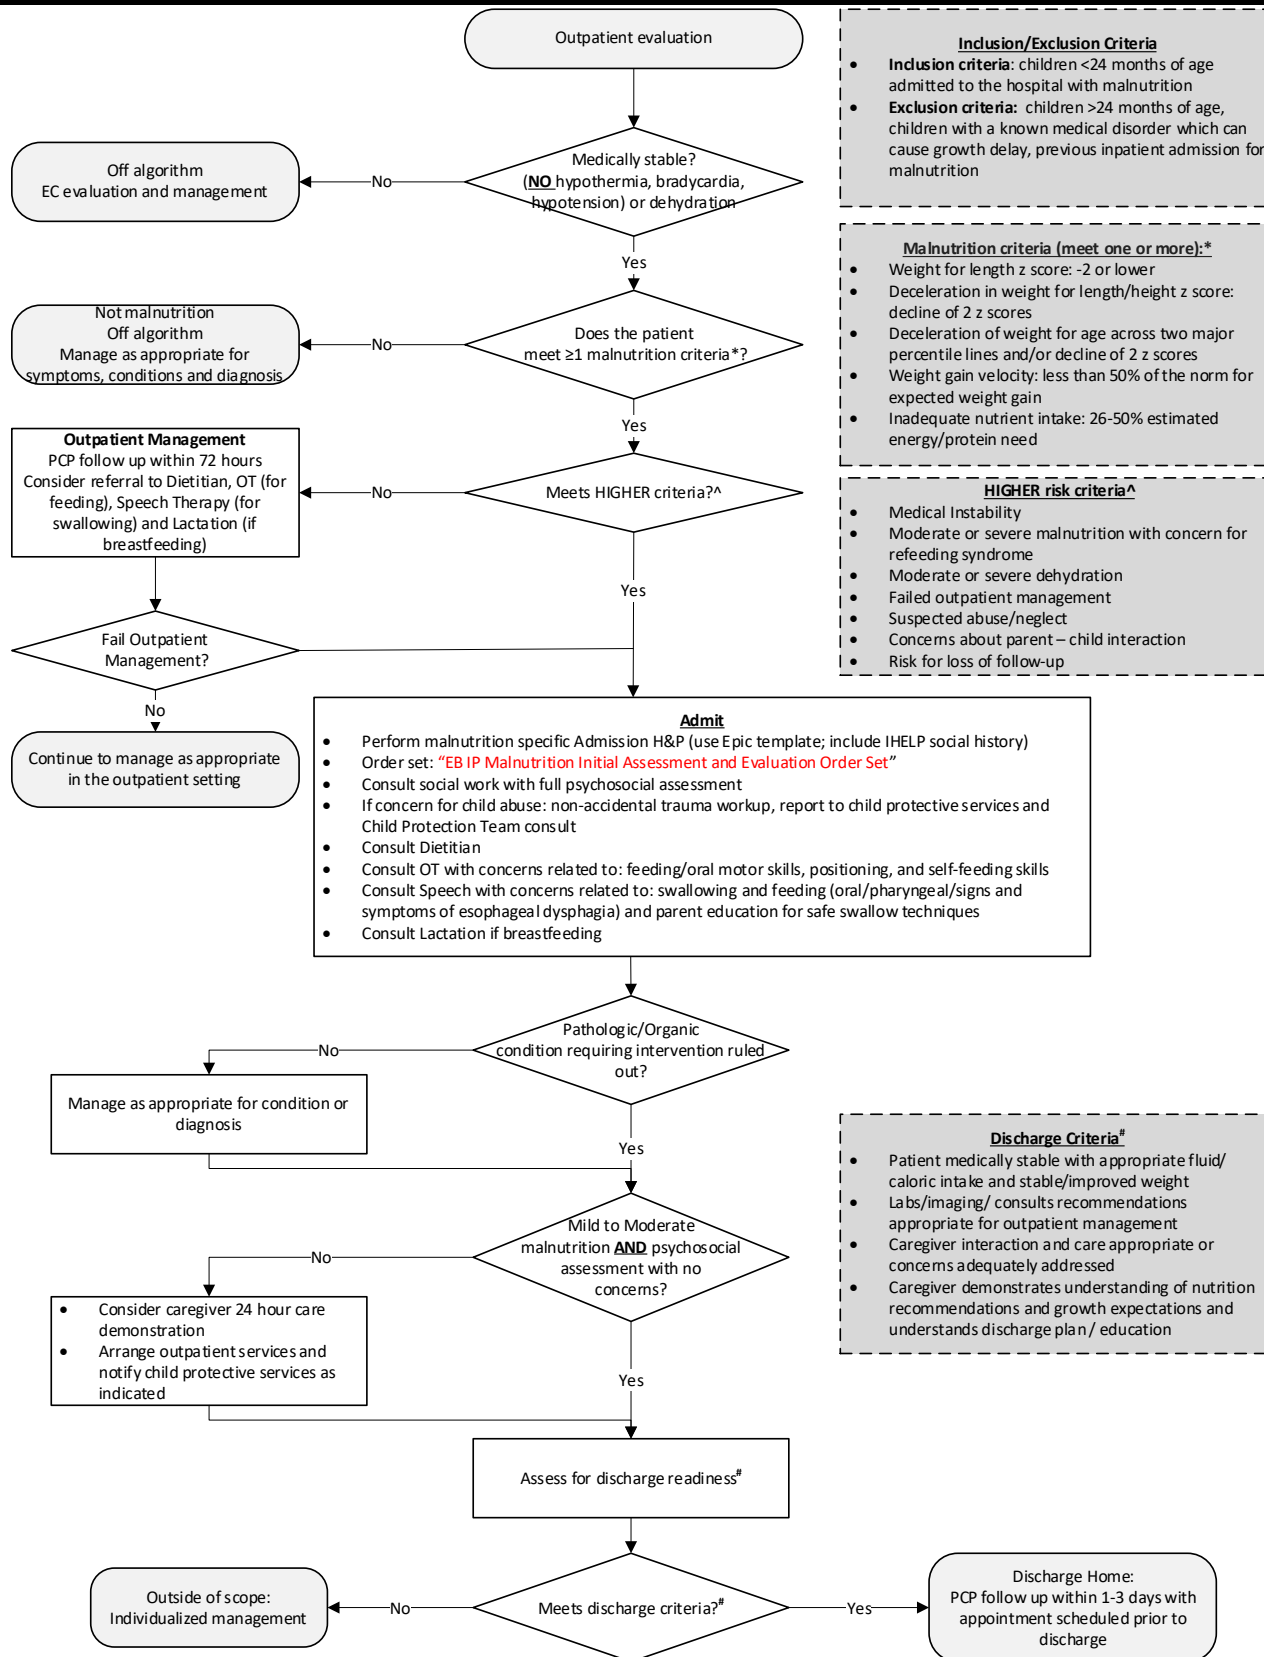 Outpatient evaluation
Inclusion/Exclusion Criteria
• Inclusion criteria: children <24 months of age
admitted to the hospital with malnutrition
• Exclusion criteria: children >24 months of age,
children with a known medical disorder which can
cause growth delay, previous inpatient admission for
malnutrition
Medically stable?
(NO hypothermia, bradycardia,
hypotension) or dehydration
No
Off algorithm
EC evaluation and management
Yes
Malnutrition criteria (meet one or more):*
• Weight for length z score: -2 or lower
• Deceleration in weight for length/height z score:
decline of 2 z scores
• Deceleration of weight for age across two major
percentile lines and/or decline of 2 z scores
• Weight gain velocity: less than 50% of the norm for
expected weight gain
• Inadequate nutrient intake: 26-50% estimated
energy/protein need
Does the patient
meet ≥1 malnutrition criteria*?
No
Not malnutrition
Off algorithm
Manage as appropriate for
symptoms, conditions and diagnosis
Yes
Meets HIGHER criteria?^
No
Outpatient Management
PCP follow up within 72 hours
Consider referral to Dietitian, OT (for
feeding), Speech Therapy (for
swallowing) and Lactation (if
breastfeeding)
HIGHER risk criteria^
• Medical Instability
• Moderate or severe malnutrition with concern for
refeeding syndrome
• Moderate or severe dehydration
• Failed outpatient management
• Suspected abuse/neglect
• Concerns about parent – child interaction
• Risk for loss of follow-up
Yes
Fail Outpatient
Management?
No
Continue to manage as appropriate
in the outpatient setting
Admit
• Perform malnutrition specific Admission H&P (use Epic template; include IHELP social history)
• Order set: “EB IP Malnutrition Initial Assessment and Evaluation Order Set”
• Consult social work with full psychosocial assessment
• If concern for child abuse: non-accidental trauma workup, report to child protective services and
Child Protection Team consult
• Consult Dietitian
• Consult OT with concerns related to: feeding/oral motor skills, positioning, and self-feeding skills
• Consult Speech with concerns related to: swallowing and feeding (oral/pharyngeal/signs and
symptoms of esophageal dysphagia) and parent education for safe swallow techniques
• Consult Lactation if breastfeeding
Pathologic/Organic
condition requiring intervention ruled
out?
No
Manage as appropriate for condition or
diagnosis
Yes
Mild to Moderate
malnutrition AND psychosocial
assessment with no
concerns?
No
• Consider caregiver 24 hour care
demonstration
• Arrange outpatient services and
notify child protective services as
indicated
Yes
Discharge Criteria#
• Patient medically stable with appropriate fluid/
caloric intake and stable/improved weight
• Labs/imaging/ consults recommendations
appropriate for outpatient management
• Caregiver interaction and care appropriate or
concerns adequately addressed
• Caregiver demonstrates understanding of nutrition
recommendations and growth expectations and
understands discharge plan / education
Assess for discharge readiness#
Meets discharge criteria?#
No
Outside of scope:
Individualized management
Yes
Discharge Home:
PCP follow up within 1-3 days with
appointment scheduled prior to
discharge